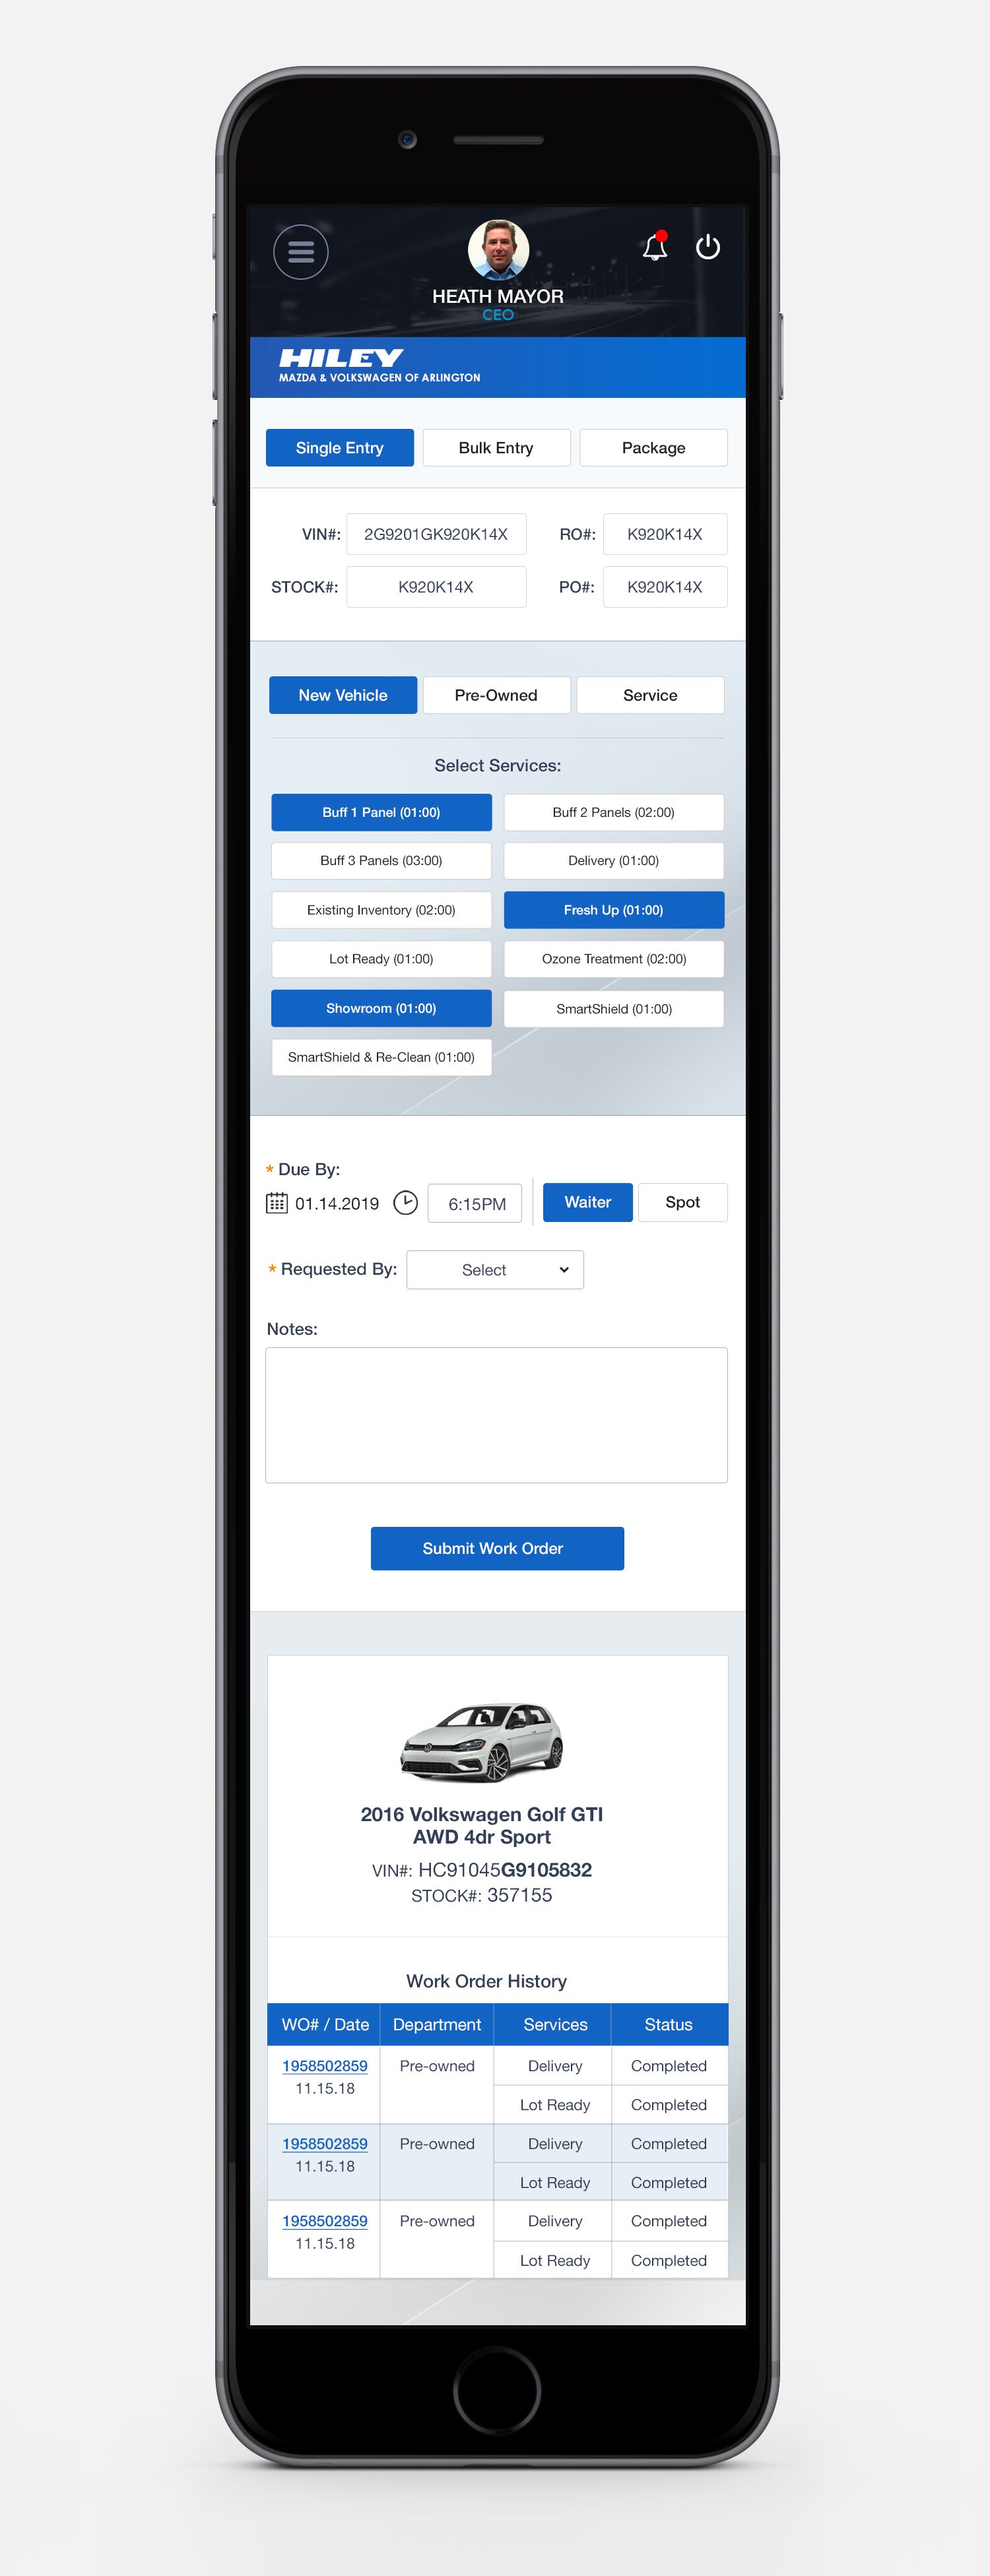 HEATH MAYOR
CEO
HILEY
MAZDA & VOLKSWAGEN OF ARLINGTON
Single Entry Bulk Entry Package
VIN#: 2G9201GK920K14X RO#: K920K14X
STOCK#: K920K14X PO#: K920K14X
New Vehicle Pre-Owned Service
Select Services:
Buff 1 Panel (01:00) Buff 2 Panels (02:00)
Buff 3 Panels (03:00) Delivery (01:00)
Existing Inventory (02:00) Fresh Up (01:00)
Lot Ready (01:00) Ozone Treatment (02:00)
Showroom (01:00) SmartShield (01:00)
SmartShield & Re-Clean (01:00)
* Due By:
01.14.2019 6:15PM Waiter Spot
* Requested By: Select
Notes:
Submit Work Order
2016 Volkswagen Golf GTI
AWD 4dr Sport
VIN#: HC91045G9105832
STOCK#: 357155
Work Order History
WO# / Date Department Services Status
1958502859 Pre-owned Delivery Completed
11.15.18
Lot Ready Completed
1958502859 Pre-owned Delivery Completed
11.15.18
Lot Ready Completed
1958502859 Pre-owned Delivery Completed
11.15.18
Lot Ready Completed